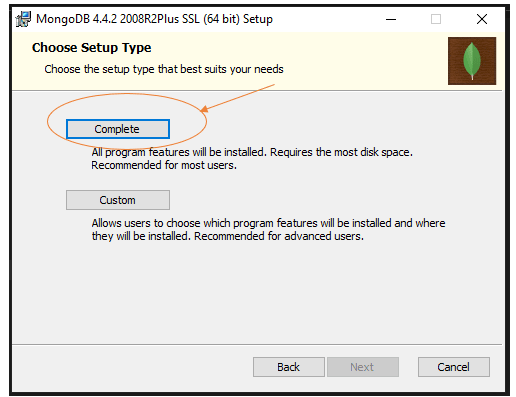 MongoDB 4.4.2 2008R2Plus SSL (64 bit) Setup
Choose Setup Type
Choose the setup type that best suits your needs
Complete
All program features will be installed. Requires the most disk space.
Recommended for most users.
Custom
Allows users to choose which program features will be installed and where
they will be installed. Recommended for advanced users.
Back Next Cancel